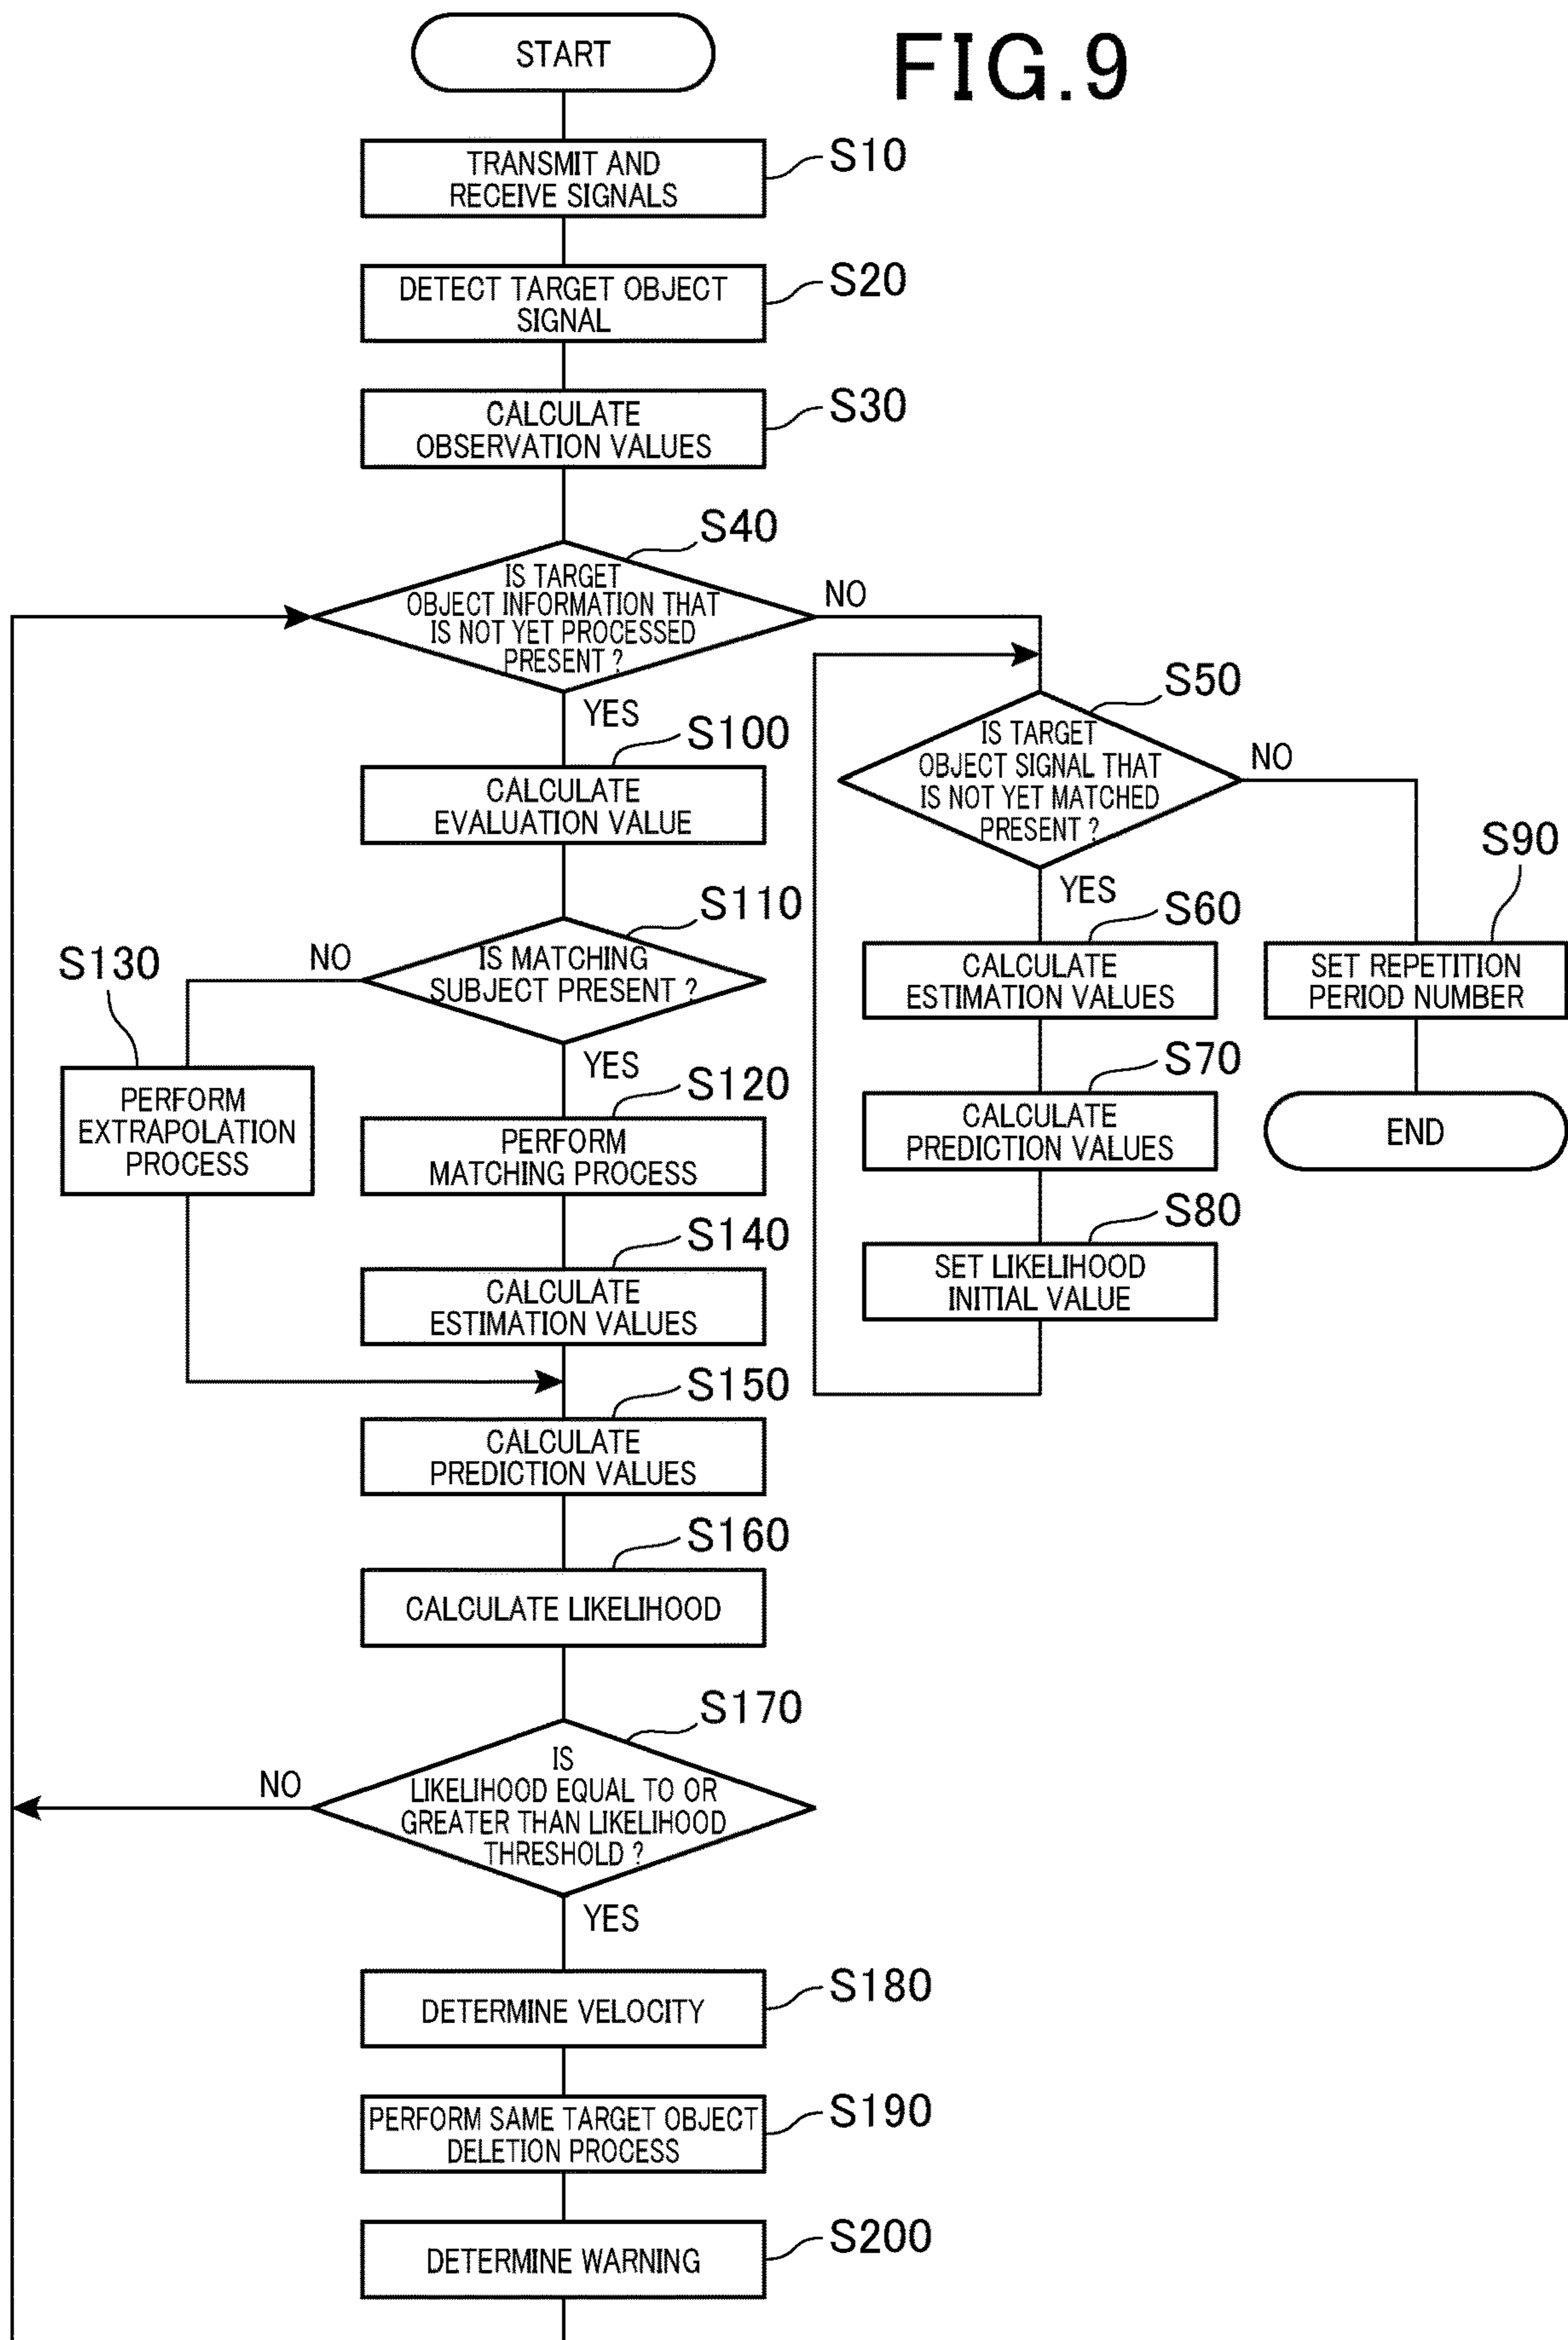 FIG.9
START
S10
TRANSMIT AND
RECEIVE SIGNALS
S20
DETECT TARGET OBJECT
SIGNAL
S30
CALCULATE
OBSERVATION VALUES
S40
IS TARGET
OBJECT INFORMATION THAT
IS NOT YET PROCESSED
PRESENT ?
NO
YES
S50
IS TARGET
OBJECT SIGNAL THAT
IS NOT YET MATCHED
PRESENT ?
NO
YES
S60
CALCULATE
ESTIMATION VALUES
S70
CALCULATE
PREDICTION VALUES
S80
SET LIKELIHOOD
INITIAL VALUE
S90
SET REPETITION
PERIOD NUMBER
END
S100
CALCULATE
EVALUATION VALUE
S110
IS MATCHING
SUBJECT PRESENT ?
NO
YES
S130
PERFORM
EXTRAPOLATION
PROCESS
S120
PERFORM
MATCHING PROCESS
S140
CALCULATE
ESTIMATION VALUES
S150
CALCULATE
PREDICTION VALUES
S160
CALCULATE LIKELIHOOD
S170
IS
LIKELIHOOD EQUAL TO OR
GREATER THAN LIKELIHOOD
THRESHOLD ?
NO
YES
S180
DETERMINE VELOCITY
S190
PERFORM SAME TARGET OBJECT
DELETION PROCESS
S200
DETERMINE WARNING